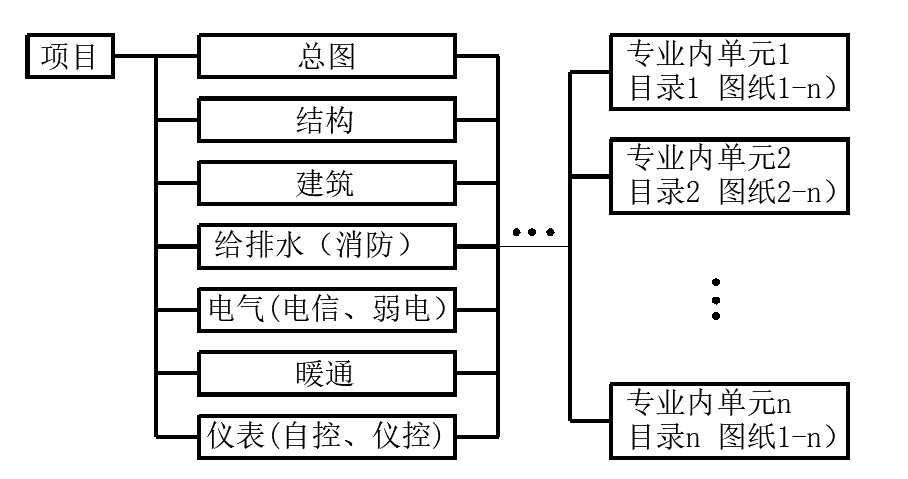 项目
总图
结构
建筑
给排水（消防）
电气(电信、弱电）
暖通
仪表(自控、仪控)
•••
专业内单元1
目录1 图纸1-n）
专业内单元2
目录2 图纸2-n）
专业内单元n
目录n 图纸1-n）